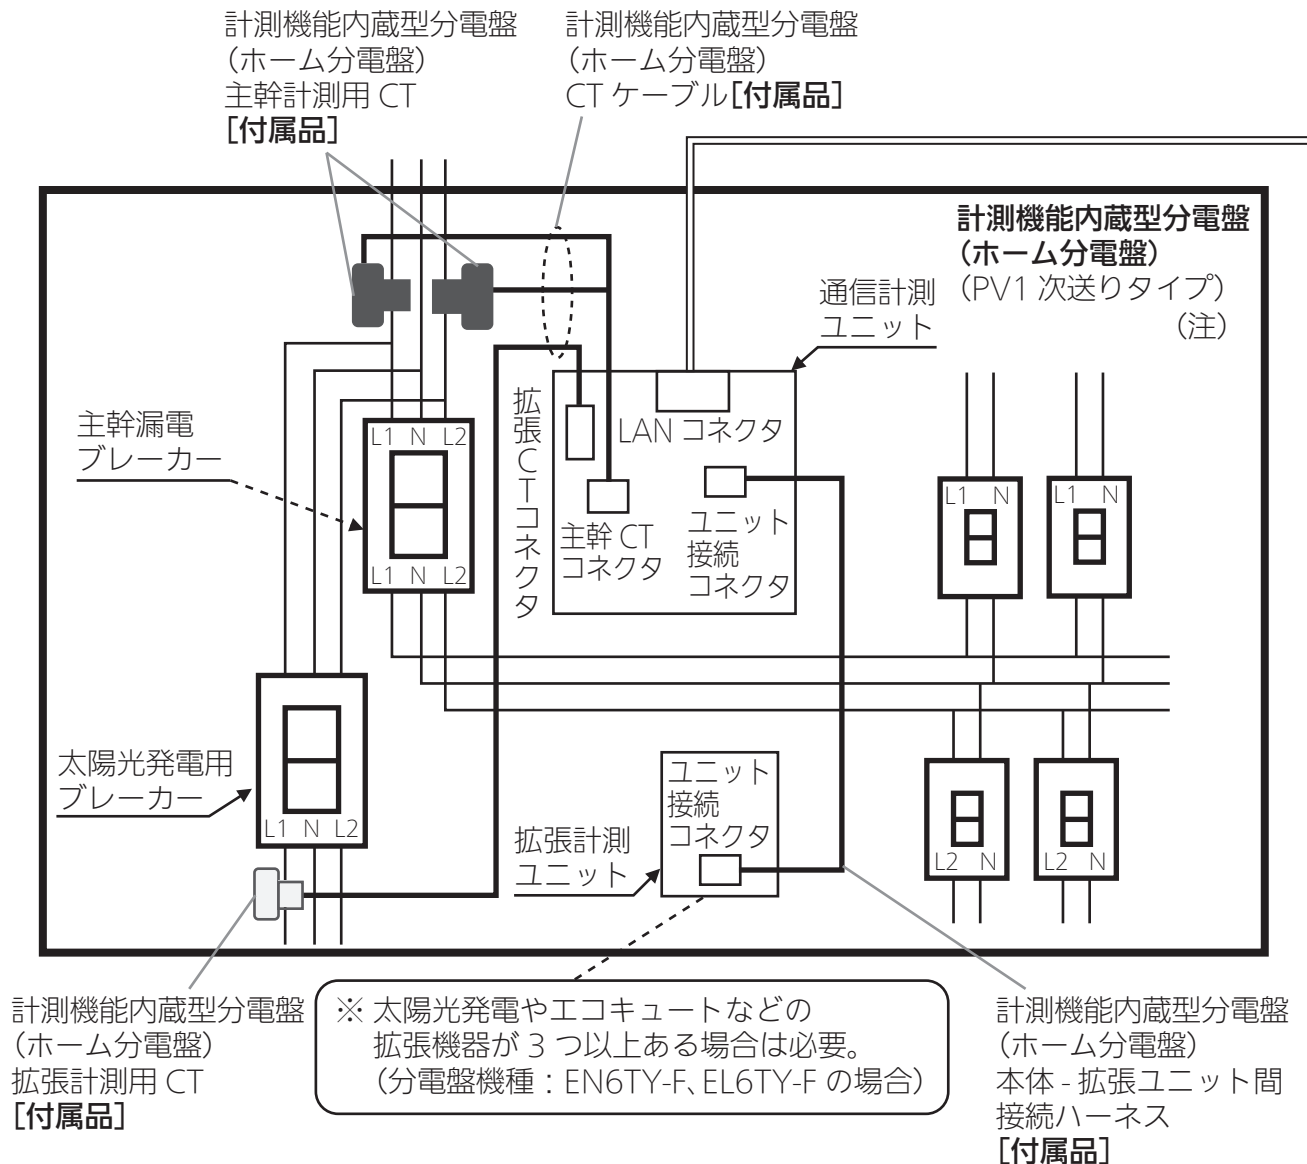 計測機能内蔵型分電盤
(ホーム分電盤)
主幹計測用 CT
[付属品]
計測機能内蔵型分電盤
(ホーム分電盤)
CT ケーブル[付属品]
計測機能内蔵型分電盤
(ホーム分電盤)
(PV1 次送りタイプ)
(注)
通信計測
ユニット
主幹漏電
ブレーカー
L1 N L2
L1 N L2
拡張CTコネクタ
LAN コネクタ
主幹 CT
コネクタ
ユニット
接続
コネクタ
L1 N
L1 N
太陽光発電用
ブレーカー
L1 N L2
ユニット
接続
コネクタ
拡張計測
ユニット
L2 N
L2 N
計測機能内蔵型分電盤
(ホーム分電盤)
拡張計測用 CT
[付属品]
※ 太陽光発電やエコキュートなどの
拡張機器が 3 つ以上ある場合は必要。
(分電盤機種:EN6TY-F、EL6TY-F の場合)
計測機能内蔵型分電盤
(ホーム分電盤)
本体 - 拡張ユニット間
接続ハーネス
[付属品]